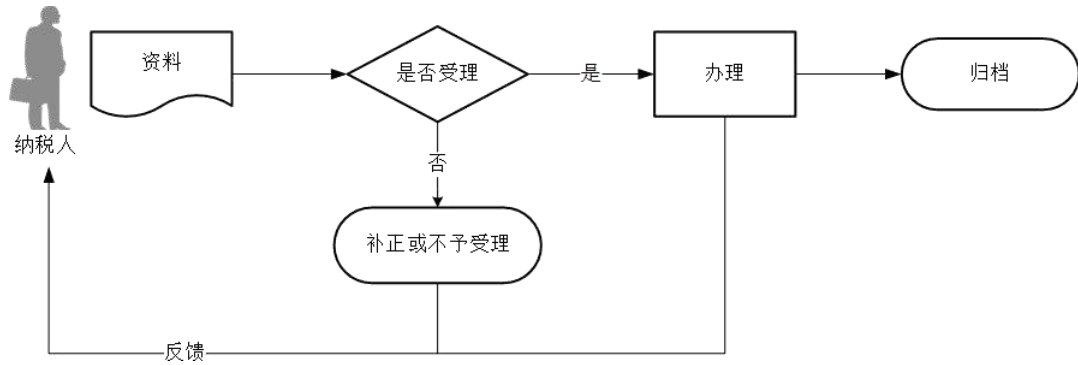 资料
是否受理
是
办理
归档
纳税人
否
补正或不予受理
反馈